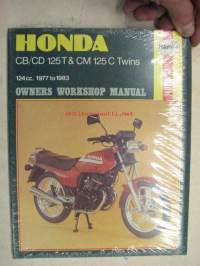 HONDA
CB/CD 125T & CM 125 C Twins
124cc. 1977 to 1983
OWNERS WORKSHOP MANUAL